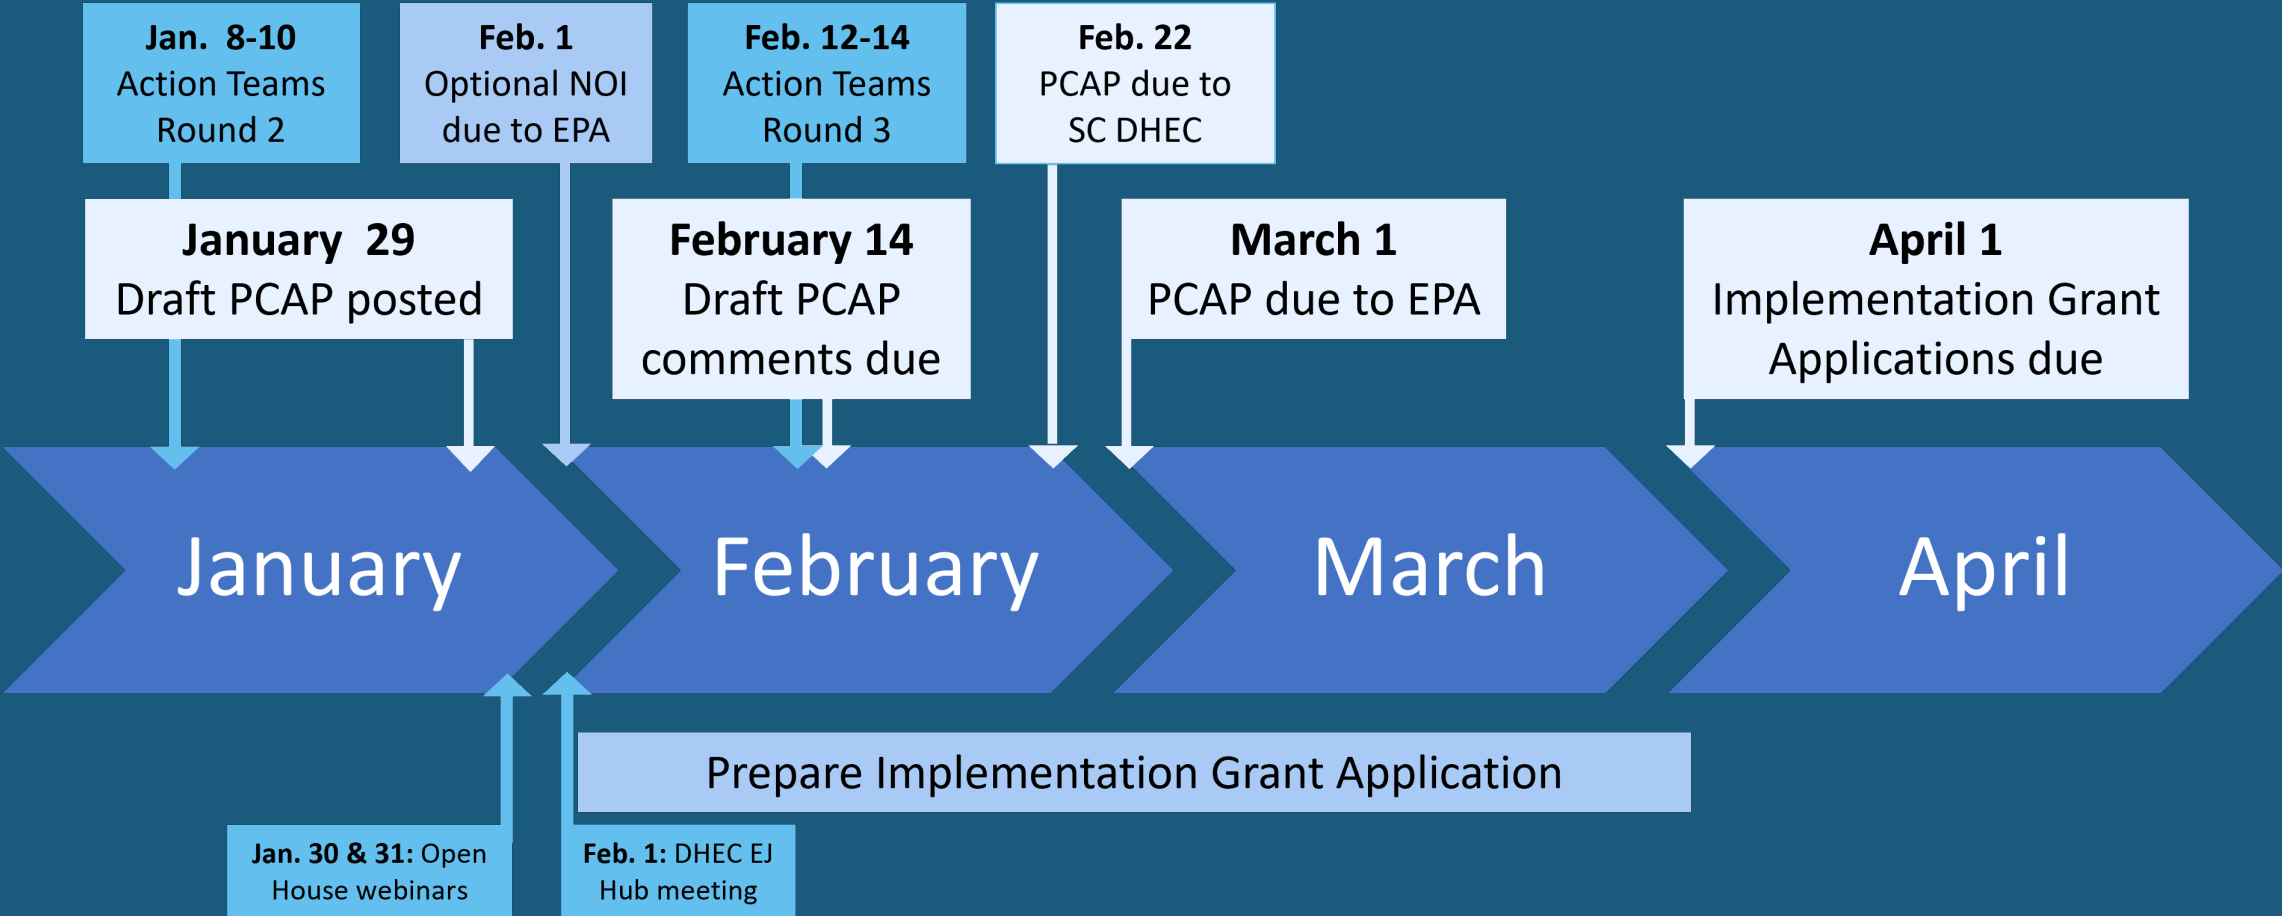 Jan.  8-10
Action Teams
Round 2
Feb. 1
Optional NOI
due to EPA
Feb. 12-14
Action Teams
Round 3
Feb. 22
PCAP due to
SC DHEC
January  29
Draft PCAP posted
February 14
Draft PCAP
comments due
March 1
PCAP due to EPA
April 1
Implementation Grant
Applications due
January
February
March
April
Prepare Implementation Grant Application
Jan. 30 & 31: Open
House webinars
Feb. 1: DHEC EJ
Hub meeting